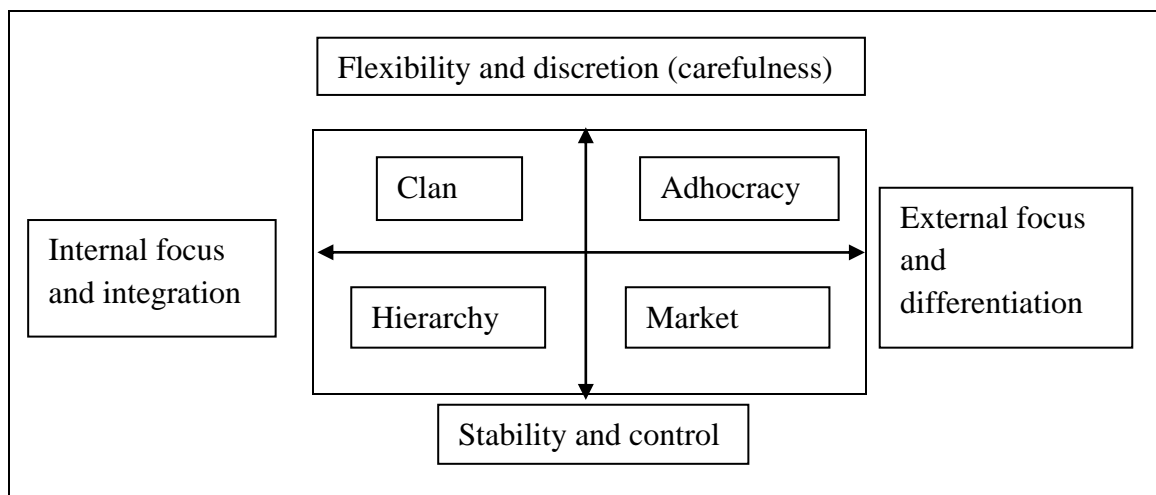 Flexibility and discretion (carefulness)
Clan
Adhocracy
Internal focus
and integration
External focus
and
differentiation
Hierarchy
Market
Stability and control